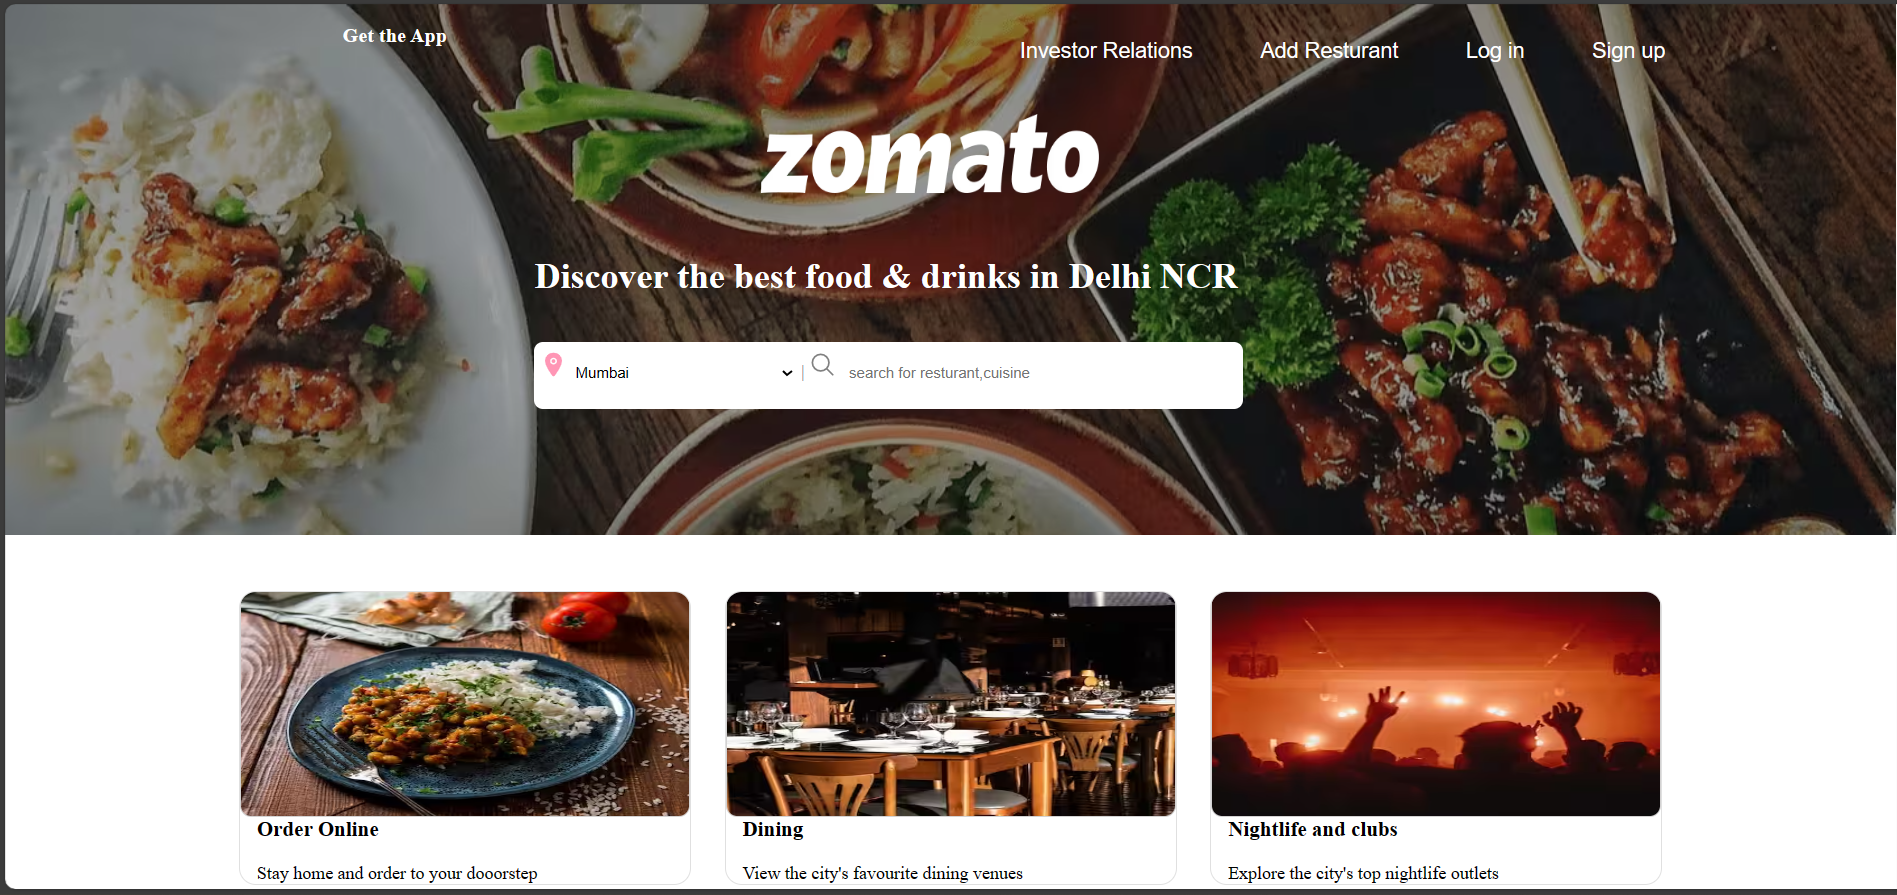 Get the App
Investor Relations Add Resturant Log in Sign up
zomato
Discover the best food & drinks in Delhi NCR
Mumbai | search for resturant,cuisine
Order Online
Stay home and order to your dooorstep
Dining
View the city's favourite dining venues
Nightlife and clubs
Explore the city's top nightlife outlets